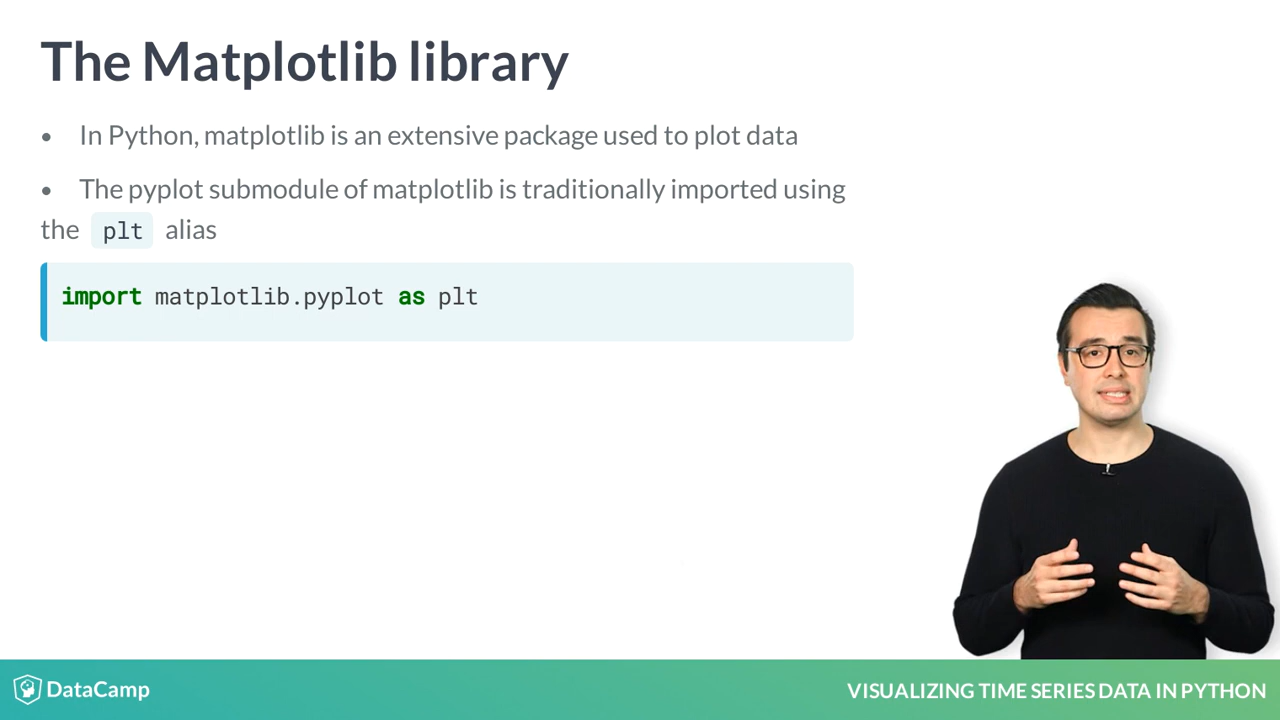 The Matplotlib library
• In Python, matplotlib is an extensive package used to plot data
• The pyplot submodule of matplotlib is traditionally imported using
the plt alias
import matplotlib.pyplot as plt
DataCamp
VISUALIZING TIME SERIES DATA IN PYTHON